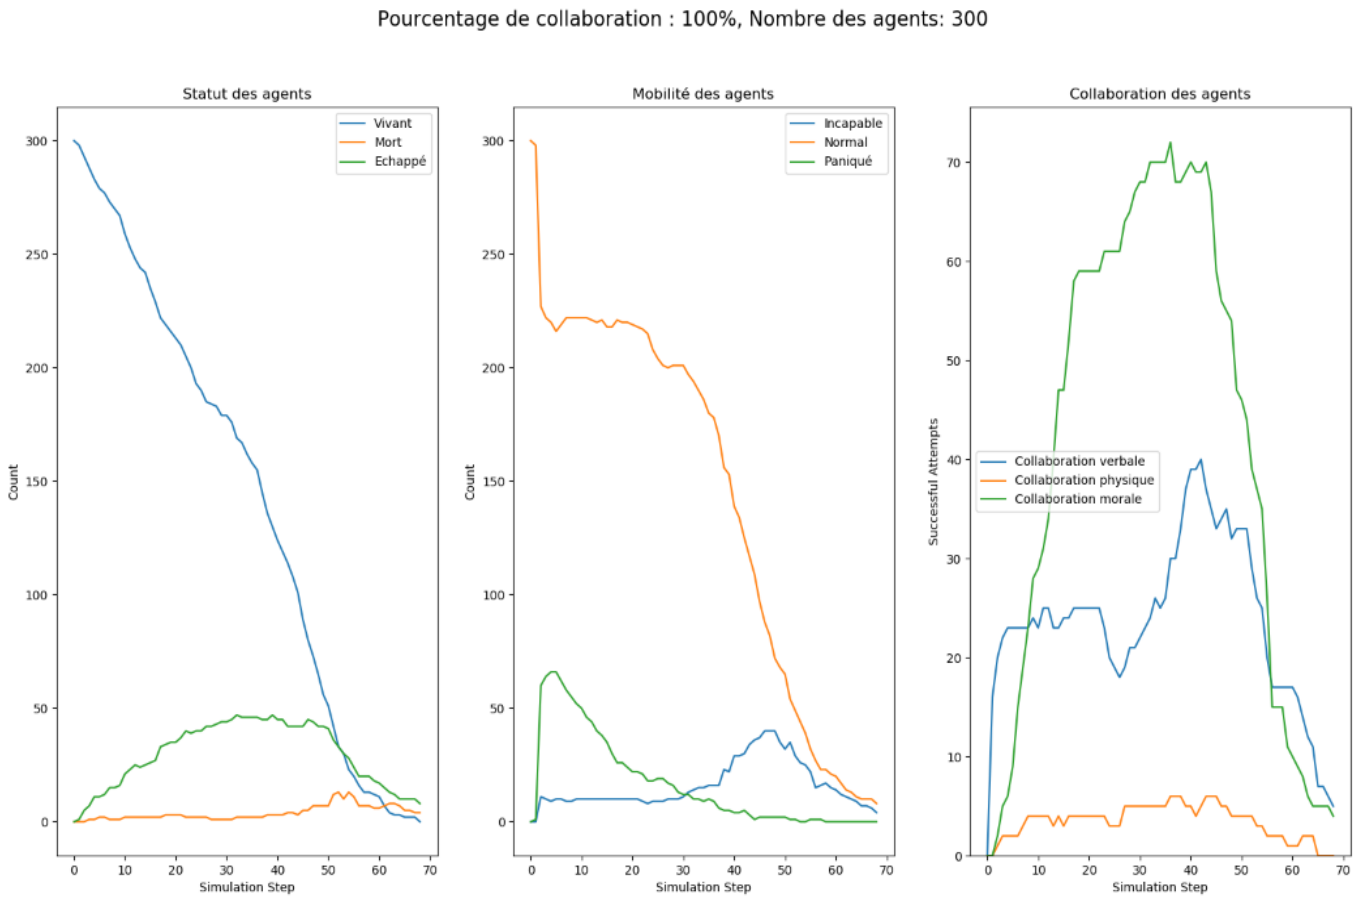 Pourcentage de collaboration : 100%, Nombre des agents: 300
Statut des agents
Vivant
Mort
Echappé
300
250
200
150
100
50
0
Count
0 10 20 30 40 50 60 70
Simulation Step
Mobilité des agents
Incapable
Normal
Paniqué
300
250
200
150
100
50
0
Count
0 10 20 30 40 50 60 70
Simulation Step
Collaboration des agents
70
60
50
40
30
20
10
0
Successful Attempts
Collaboration verbale
Collaboration physique
Collaboration morale
0 10 20 30 40 50 60 70
Simulation Step